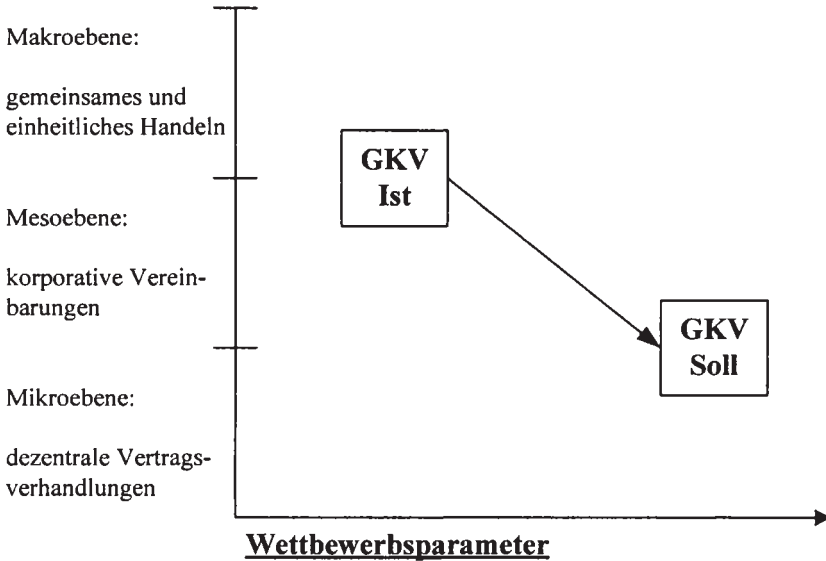 Makroebene:
gemeinsames und
einheitliches Handeln
GKV
Ist
Mesoebene:
korporative Verein-
barungen
GKV
Soll
Mikroebene:
dezentrale Vertrags-
verhandlungen
Wettbewerbsparameter